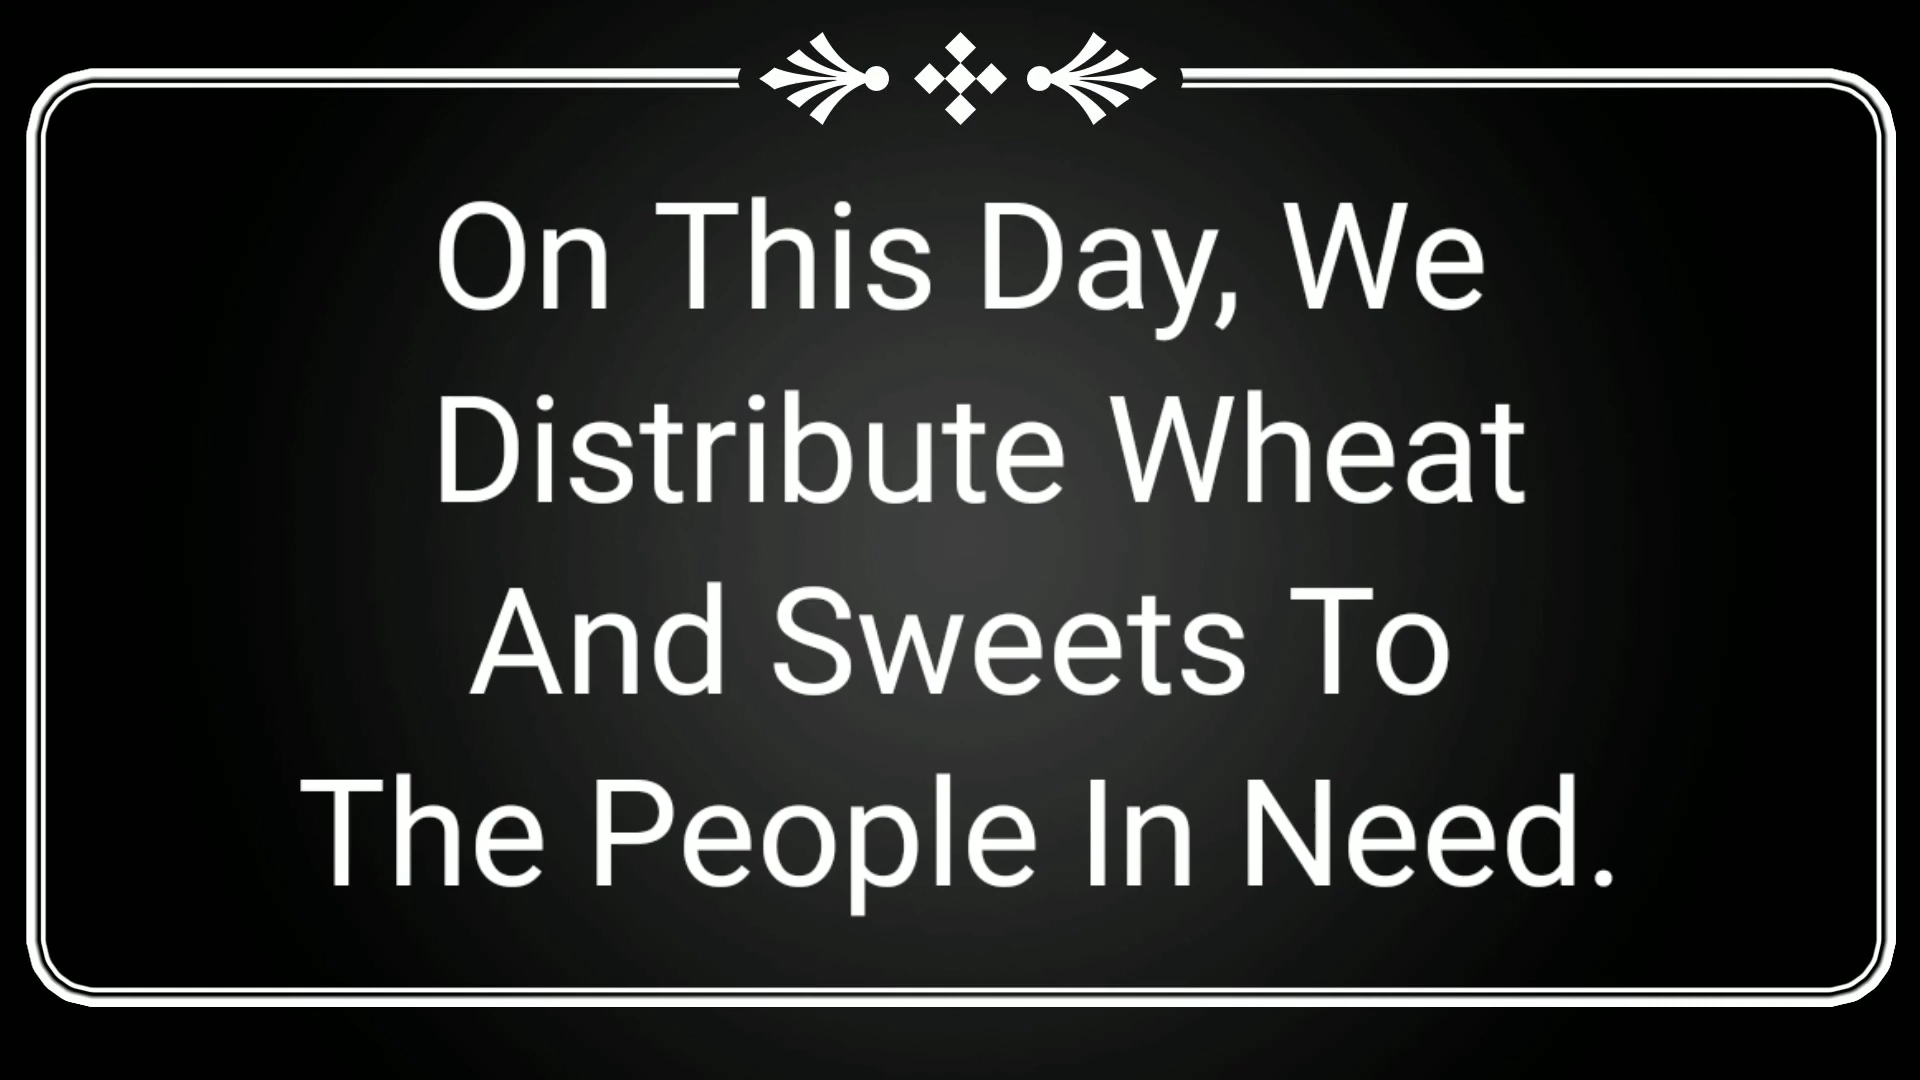 On This Day, We
Distribute Wheat
And Sweets To
The People In Need.